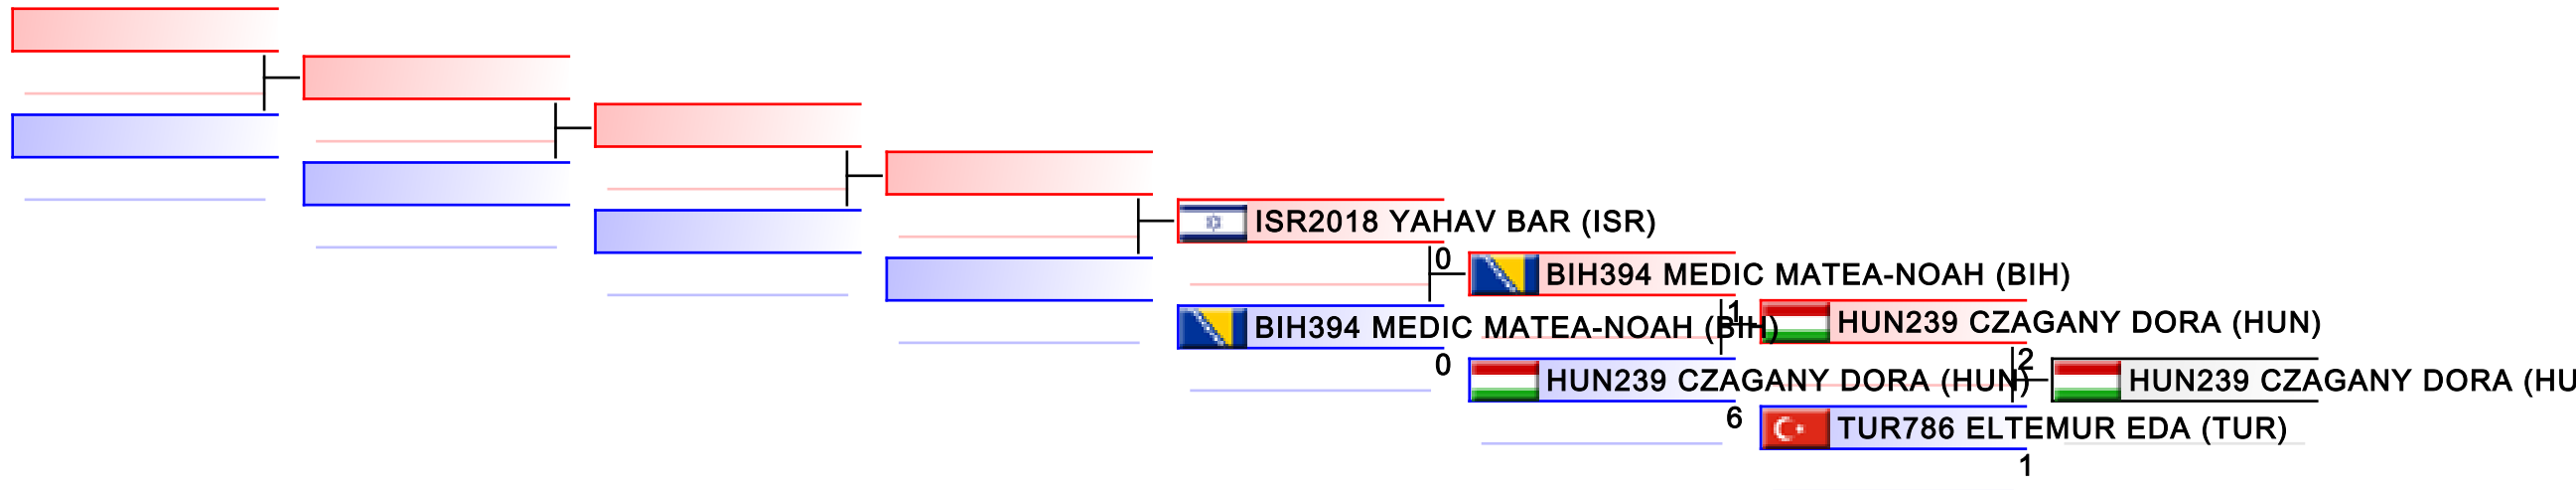 ISR2018 YAHAV BAR (ISR)
0
BIH394 MEDIC MATEA-NOAH (BIH)
0
BIH394 MEDIC MATEA-NOAH (BIH)
1
HUN239 CZAGANY DORA (HUN)
6
HUN239 CZAGANY DORA (HUN)
2
TUR786 ELTEMUR EDA (TUR)
1
HUN239 CZAGANY DORA (HU